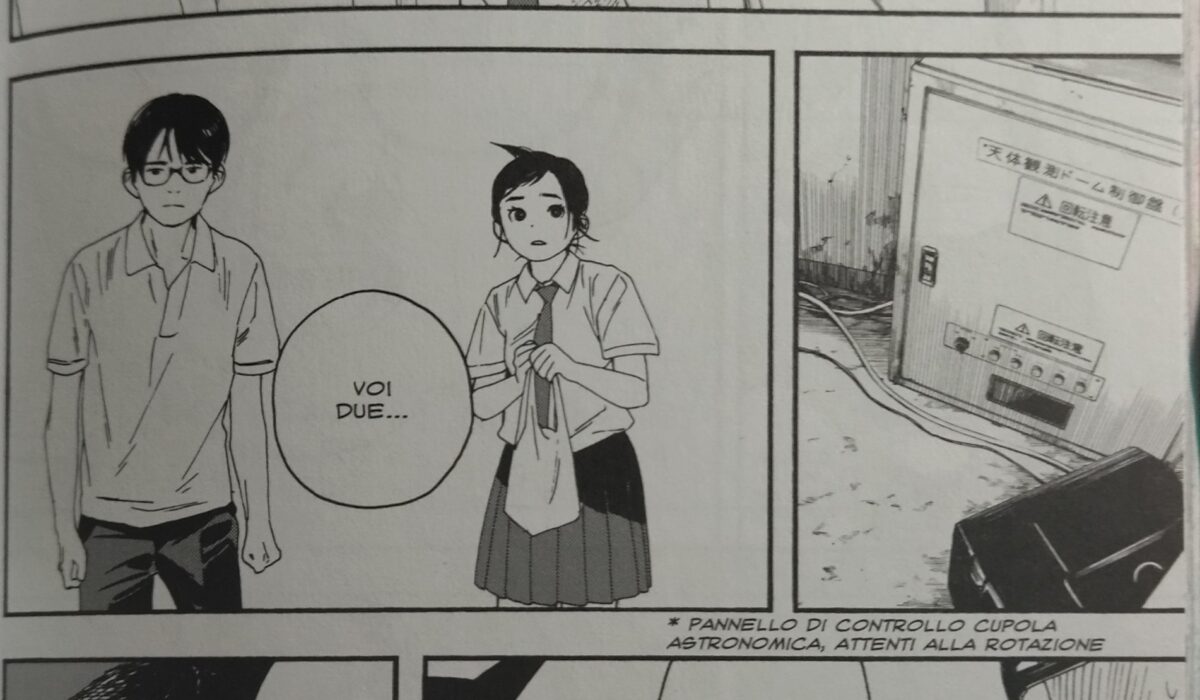 VOI
DUE...
*天体観測ドーム制御盤
回転注意
回転注意
* PANNELLO DI CONTROLLO CUPOLA
ASTRONOMICA, ATTENTI ALLA ROTAZIONE